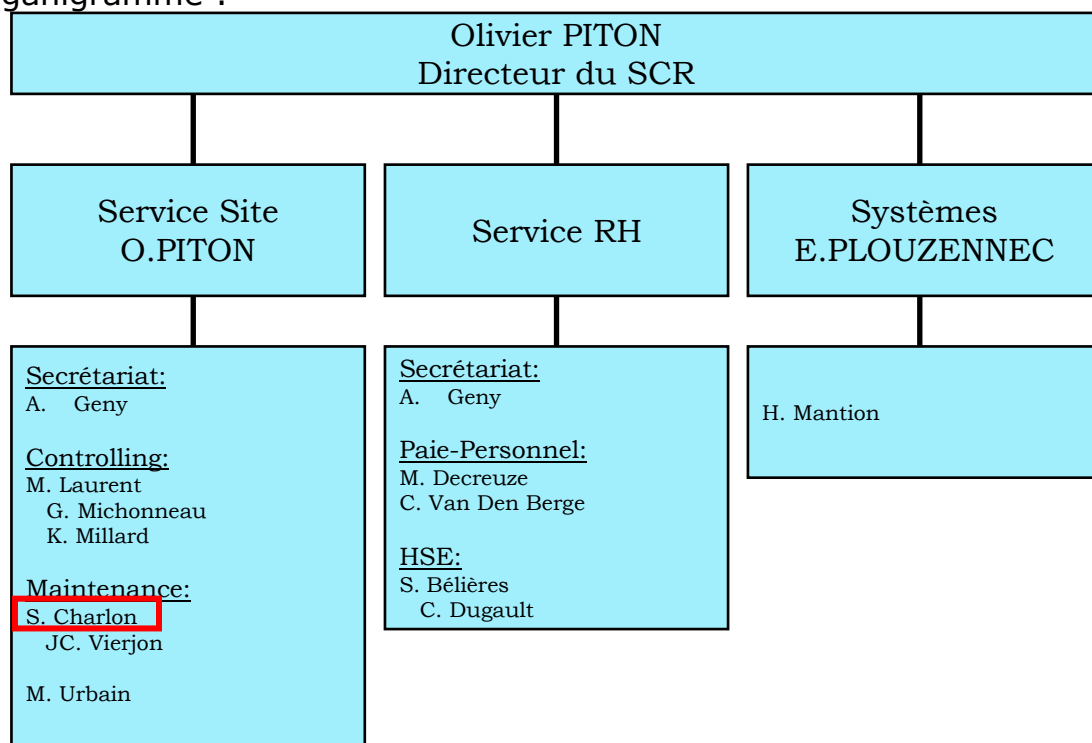 Olivier PITON
Directeur du SCR
Service Site
O.PITON
Service RH
Systèmes
E.PLOUZENNEC
Secrétariat:
A. Geny
Controlling:
M. Laurent
G. Michonneau
K. Millard
Maintenance:
S. Charlon
JC. Vierjon
M. Urbain
Secrétariat:
A. Geny
Paie-Personnel:
M. Decreuze
C. Van Den Berge
HSE:
S. Bélières
C. Dugault
H. Mantion